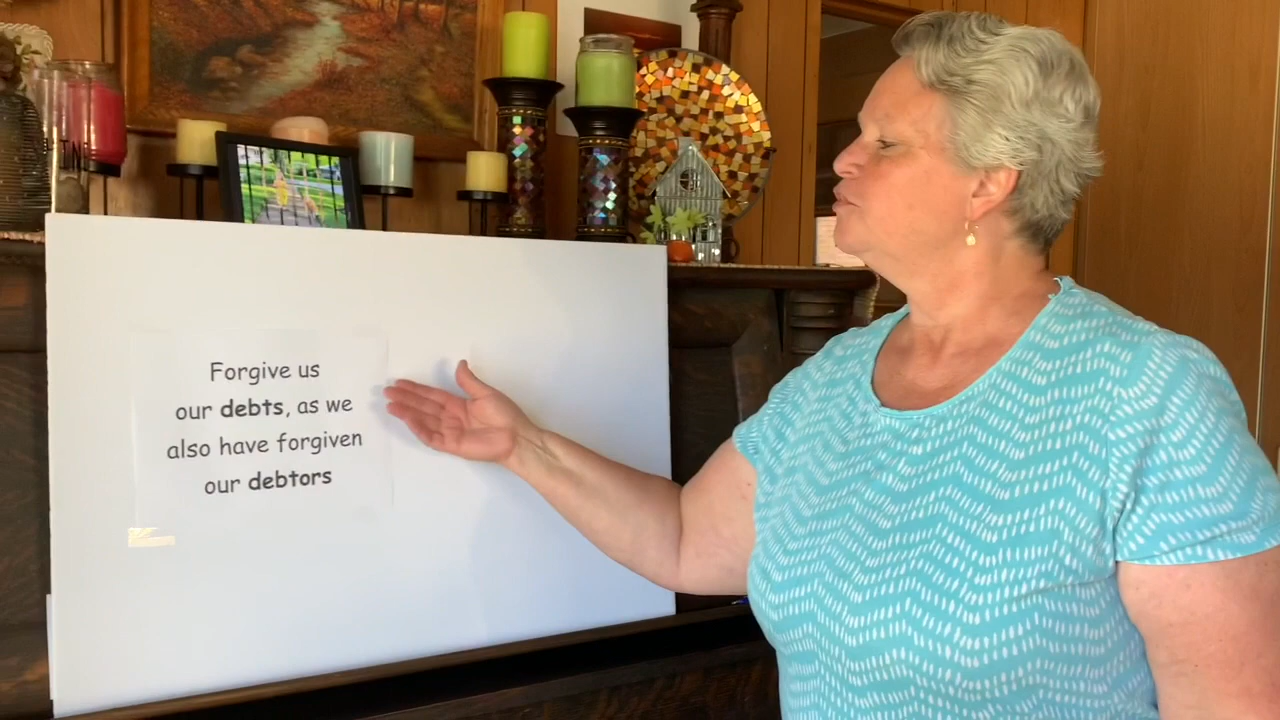 Forgive us
our debts, as we
also have forgiven
our debtors